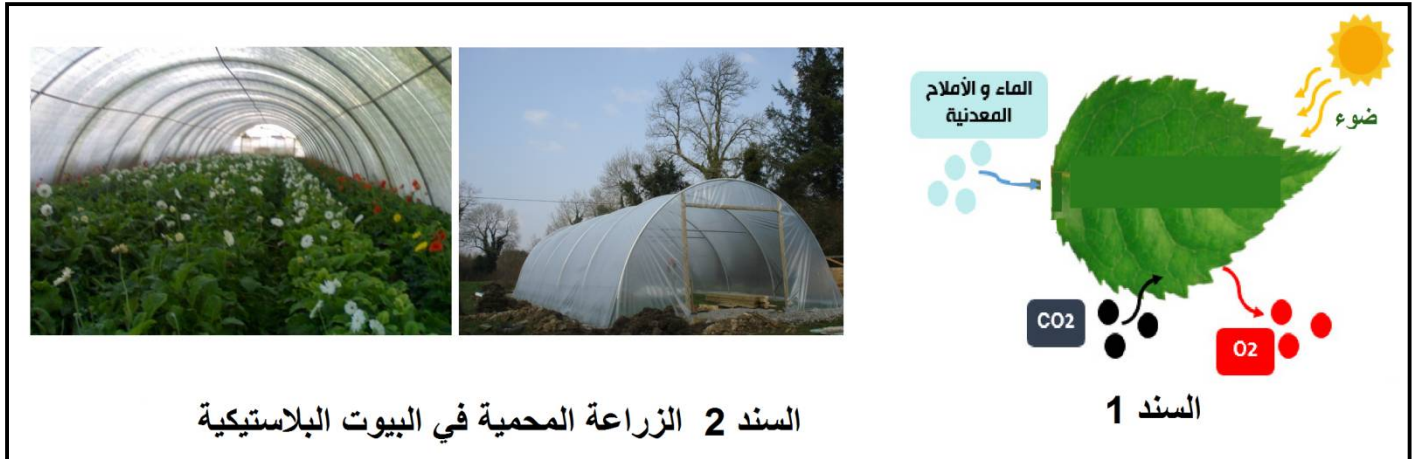 الماء و الأملاح
المعدنية
ضوء
CO2
O2
السند 1
السند 2 الزراعة المحمية في البيوت البلاستيكية